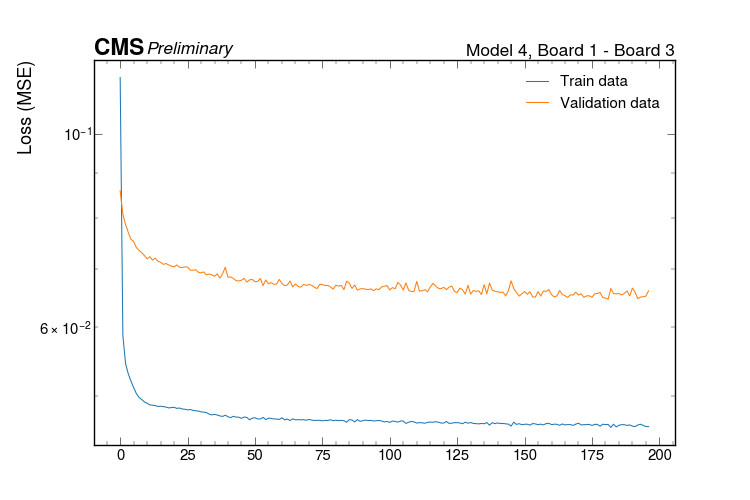 CMS Preliminary Model 4, Board 1 - Board 3
Loss (MSE)
Train data
Validation data
10⁻¹
6 × 10⁻²
0 25 50 75 100 125 150 175 200